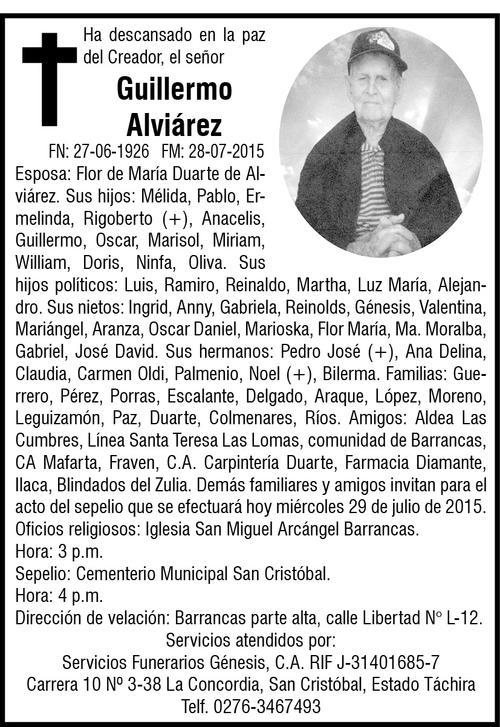 Ha descansado en la paz
del Creador, el señor
Guillermo
Alviárez
FN: 27-06-1926 FM: 28-07-2015
Esposa: Flor de María Duarte de Al-
viárez. Sus hijos: Mélida, Pablo, Er-
melinda, Rigoberto (+), Anacelis,
Guillermo, Oscar, Marisol, Miriam,
William, Doris, Ninfa, Oliva. Sus
hijos políticos: Luis, Ramiro, Reinaldo, Martha, Luz María, Alejan-
dro. Sus nietos: Ingrid, Anny, Gabriela, Reinolds, Génesis, Valentina,
Mariángel, Aranza, Oscar Daniel, Marioska, Flor María, Ma. Moralba,
Gabriel, José David. Sus hermanos: Pedro José (+), Ana Delina,
Claudia, Carmen Oldi, Palmenio, Noel (+), Bilerma. Familias: Gue-
rrero, Pérez, Porras, Escalante, Delgado, Araque, López, Moreno,
Leguizamón, Paz, Duarte, Colmenares, Ríos. Amigos: Aldea Las
Cumbres, Línea Santa Teresa Las Lomas, comunidad de Barrancas,
CA Mafarta, Fraven, C.A. Carpintería Duarte, Farmacia Diamante,
Ilaca, Blindados del Zulia. Demás familiares y amigos invitan para el
acto del sepelio que se efectuará hoy miércoles 29 de julio de 2015.
Oficios religiosos: Iglesia San Miguel Arcángel Barrancas.
Hora: 3 p.m.
Sepelio: Cementerio Municipal San Cristóbal.
Hora: 4 p.m.
Dirección de velación: Barrancas parte alta, calle Libertad Nº L-12.
Servicios atendidos por:
Servicios Funerarios Génesis, C.A. RIF J-31401685-7
Carrera 10 Nº 3-38 La Concordia, San Cristóbal, Estado Táchira
Telf. 0276-3467493